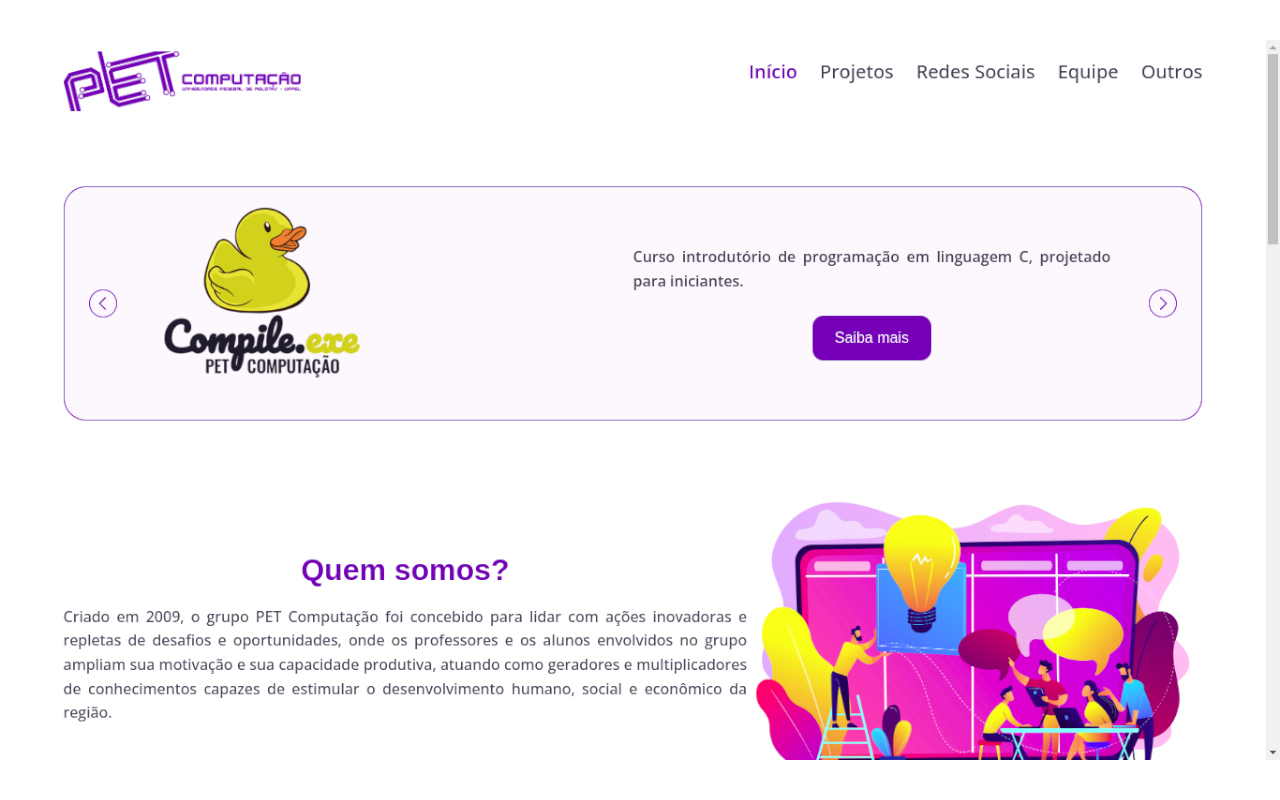 PET COMPUTAÇÃO
UNIVERSIDADE FEDERAL DE PELOTAS - UFPEL
Início Projetos Redes Sociais Equipe Outros
Curso introdutório de programação em linguagem C, projetado
para iniciantes.
Saiba mais
Compile.exe
PET COMPUTAÇÃO
Quem somos?
Criado em 2009, o grupo PET Computação foi concebido para lidar com ações inovadoras e
repletas de desafios e oportunidades, onde os professores e os alunos envolvidos no grupo
ampliam sua motivação e sua capacidade produtiva, atuando como geradores e multiplicadores
de conhecimentos capazes de estimular o desenvolvimento humano, social e econômico da
região.